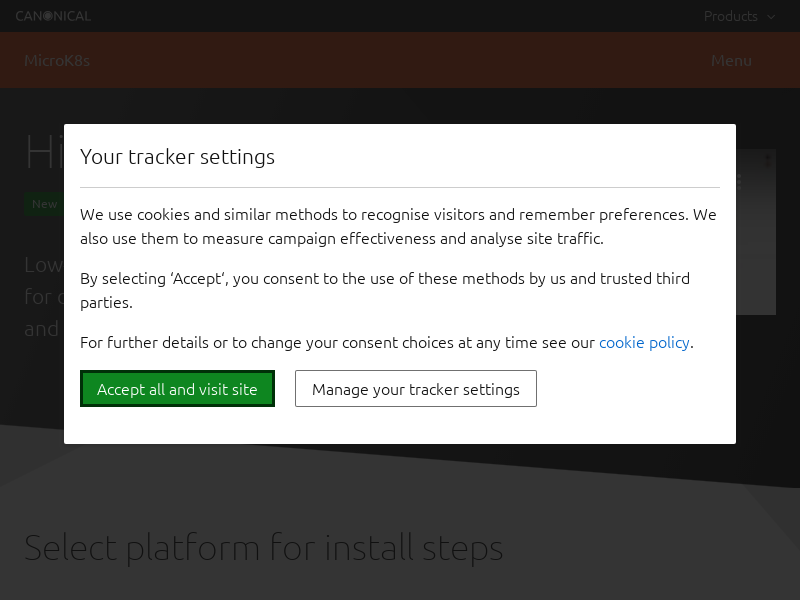 CANONICAL
Products
MicroK8s
Menu
Hi
Your tracker settings
New
We use cookies and similar methods to recognise visitors and remember preferences. We
also use them to measure campaign effectiveness and analyse site traffic.
Low
By selecting ‘Accept‘, you consent to the use of these methods by us and trusted third
parties.
for
and
For further details or to change your consent choices at any time see our cookie policy.
Accept all and visit site
Manage your tracker settings
Select platform for install steps